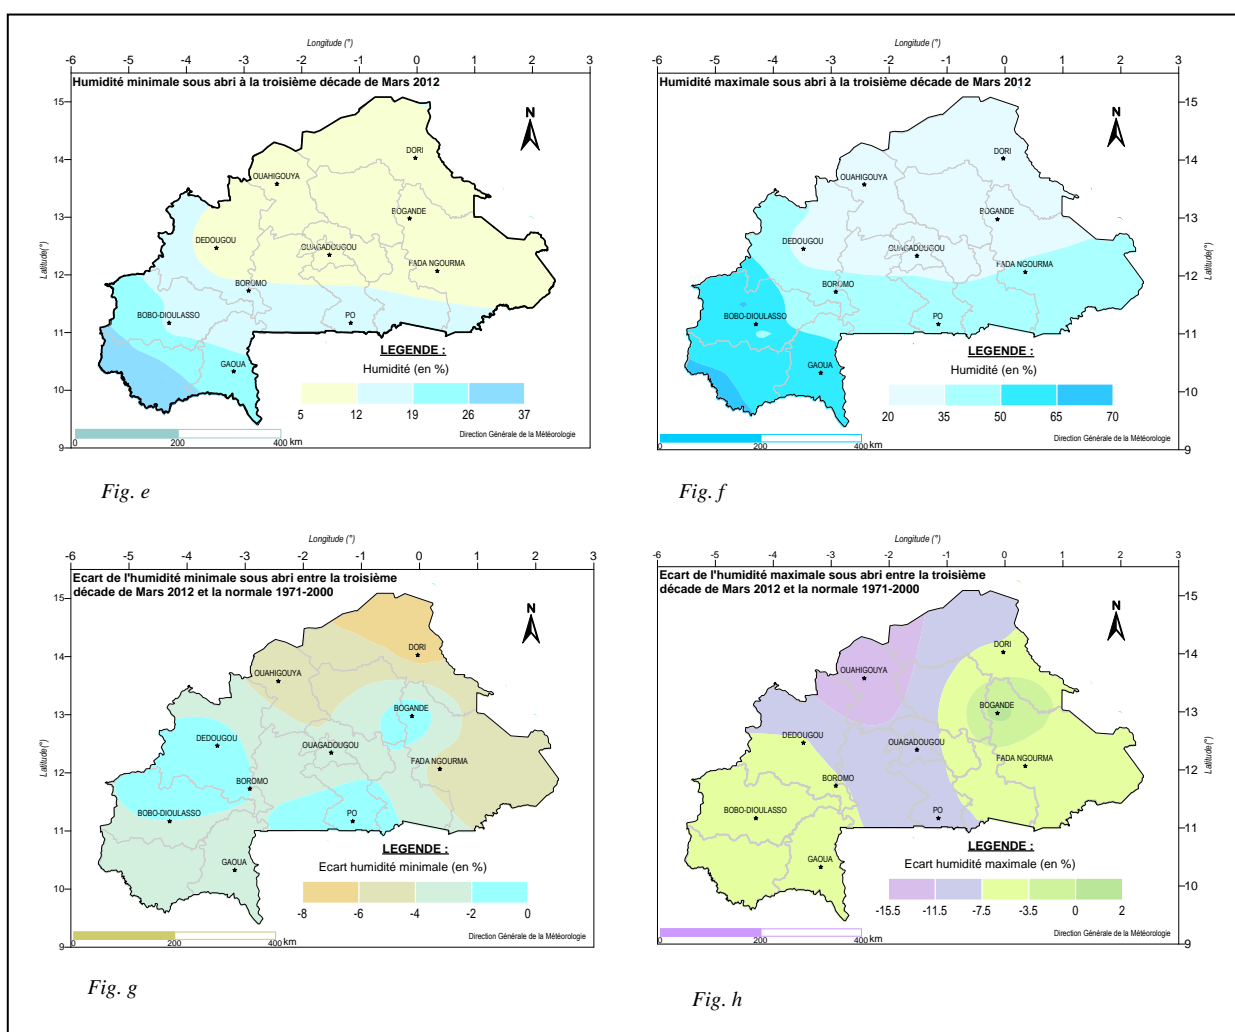 Longitude (°)
-6 -5 -4 -3 -2 -1 0 1 2 3
Humidité minimale sous abri à la troisième décade de Mars 2012
15
14
13
12
11
10
9
Latitude(°)
N
DORI
OUAHIGOUYA
BOGANDE
DEDOUGOU
OUAGADOUGOU
FADA NGOURMA
BOROMO
BOBO-DIOULASSO
PO
GAOUA
LEGENDE :
Humidité (en %)
5 12 19 26 37
0 200 400 km
Direction Générale de la Météorologie
Fig. e
Longitude (°)
-6 -5 -4 -3 -2 -1 0 1 2 3
Humidité maximale sous abri à la troisième décade de Mars 2012
15
14
13
12
11
10
9
Latitude(°)
N
DORI
OUAHIGOUYA
BOGANDE
DEDOUGOU
OUAGADOUGOU
FADA NGOURMA
BOROMO
BOBO-DIOULASSO
PO
GAOUA
LEGENDE :
Humidité (en %)
20 35 50 65 70
0 200 400 km
Direction Générale de la Météorologie
Fig. f
Longitude (°)
-6 -5 -4 -3 -2 -1 0 1 2 3
Ecart de l'humidité minimale sous abri entre la troisième
décade de Mars 2012 et la normale 1971-2000
15
14
13
12
11
10
9
Latitude(°)
N
DORI
OUAHIGOUYA
BOGANDE
DEDOUGOU
OUAGADOUGOU
FADA NGOURMA
BOROMO
BOBO-DIOULASSO
PO
GAOUA
LEGENDE :
Ecart humidité minimale (en %)
-8 -6 -4 -2 0
0 200 400 km
Direction Générale de la Météorologie
Fig. g
Longitude (°)
-6 -5 -4 -3 -2 -1 0 1 2 3
Ecart de l'humidité maximale sous abri entre la troisième
décade de Mars 2012 et la normale 1971-2000
15
14
13
12
11
10
9
Latitude(°)
N
DORI
OUAHIGOUYA
BOGANDE
DEDOUGOU
OUAGADOUGOU
FADA NGOURMA
BOROMO
BOBO-DIOULASSO
PO
GAOUA
LEGENDE :
Ecart humidité maximale (en %)
-15.5 -11.5 -7.5 -3.5 0 2
0 200 400 km
Direction Générale de la Météorologie
Fig. h